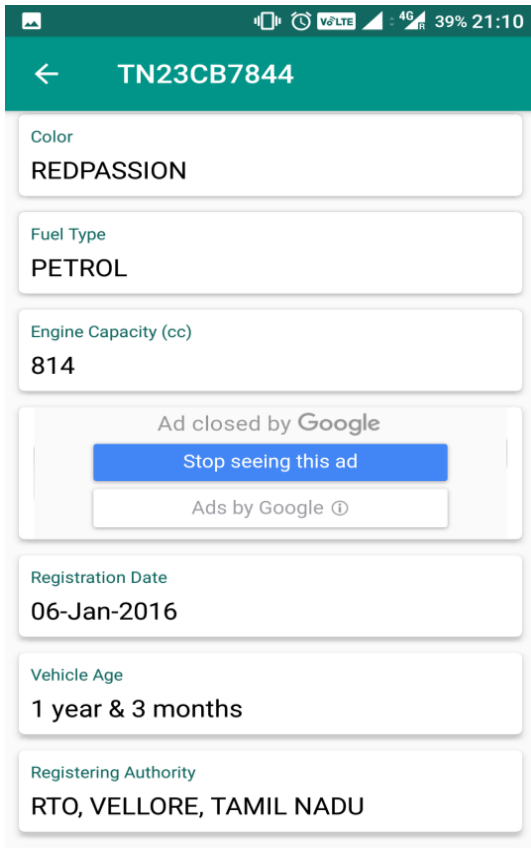 VoLTE 4G R 39% 21:10
TN23CB7844
Color
REDPASSION
Fuel Type
PETROL
Engine Capacity (cc)
814
Ad closed by Google
Stop seeing this ad
Ads by Google
Registration Date
06-Jan-2016
Vehicle Age
1 year & 3 months
Registering Authority
RTO, VELLORE, TAMIL NADU